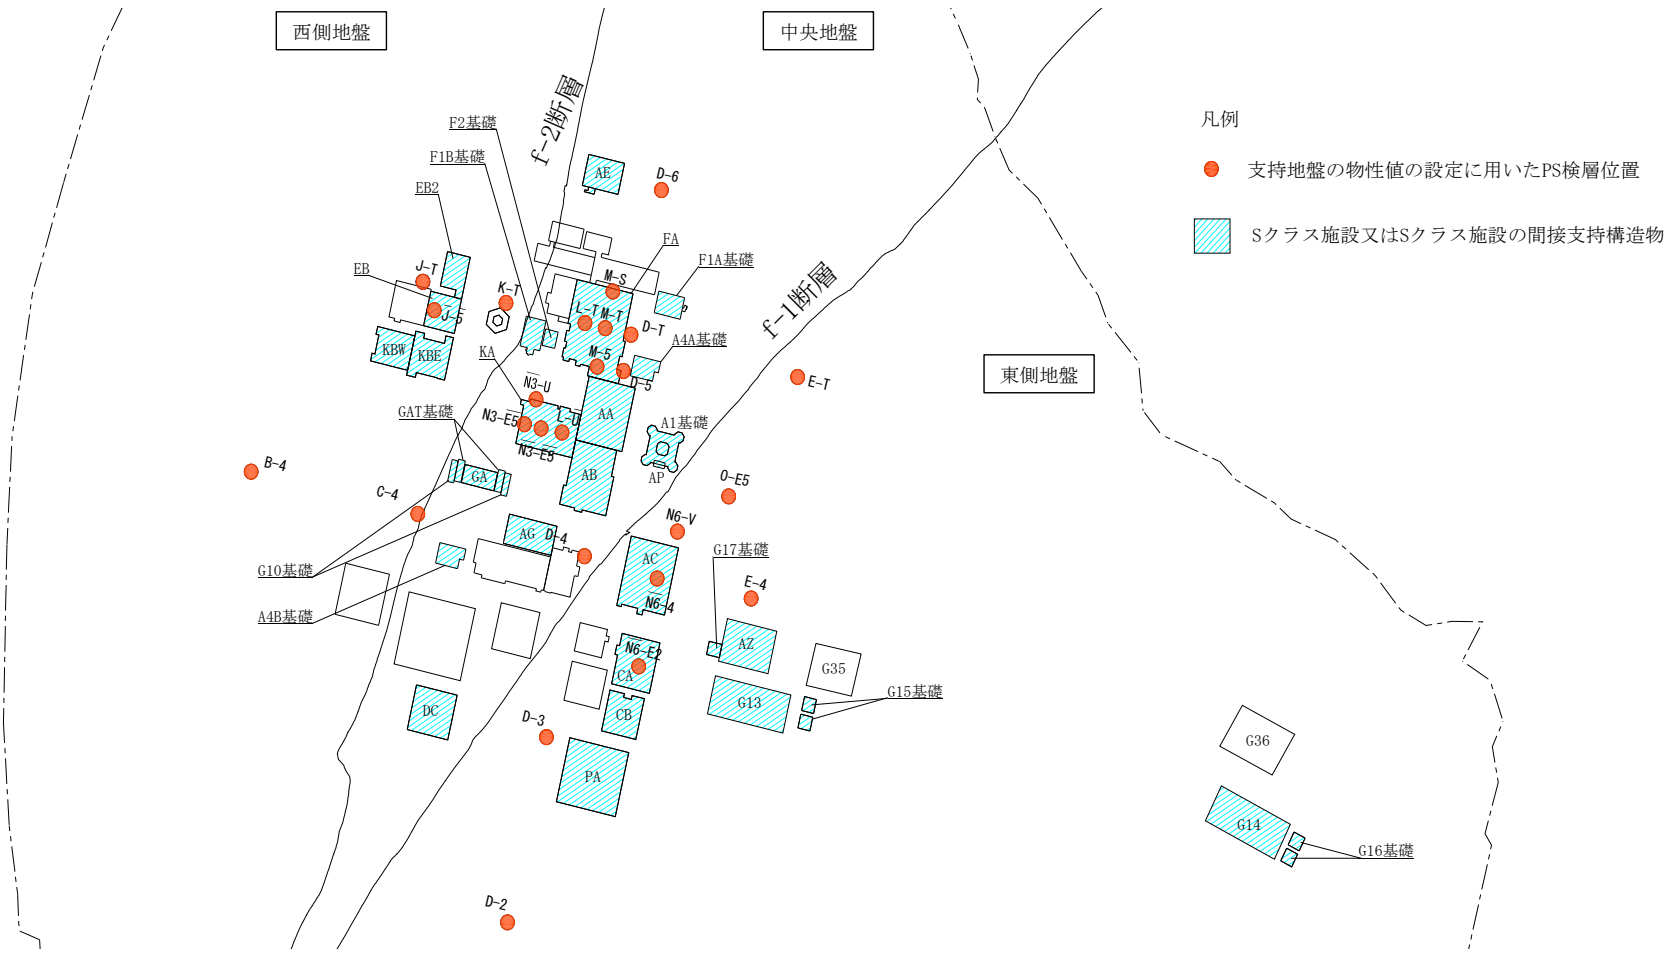 西側地盤
中央地盤
f-2断層
凡例
F2基礎
F1B基礎
AE
D-6
支持地盤の物性値の設定に用いたPS検層位置
EB2
FA
Sクラス施設又はSクラス施設の間接支持構造物
F1A基礎
EB
J-T
M-S
K-T
f-1断層
J-5
L-T
M-T
D-T
A4A基礎
KBW
KBE
KA
M-5
D-5
E-T
東側地盤
N3-U
GAT基礎
N3-E5
L-U
AA
A1基礎
N3-E5
B-4
GA
AB
AP
O-E5
C-4
N6-V
AG
D-4
AC
G17基礎
G10基礎
E-4
N6-4
A4B基礎
N6-E2
AZ
CA
G35
G15基礎
G13
DC
D-3
CB
G36
PA
G14
G16基礎
D-2